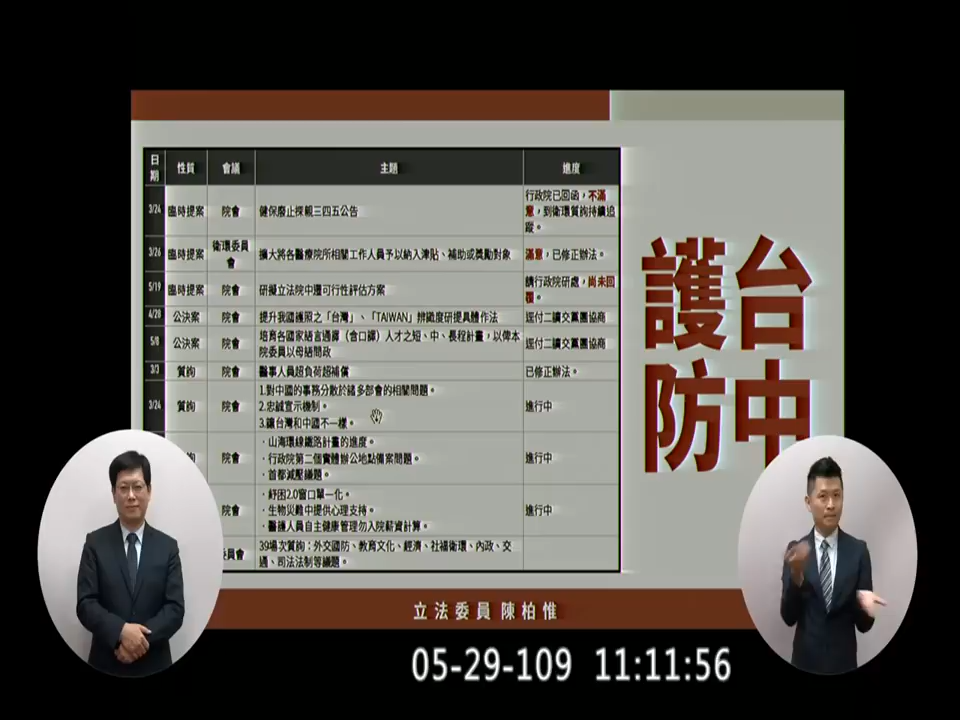 日期 性質 會議 主題 進度
3/24 臨時提案 院會 健保廢止探親三四五公告 行政院已回函，不滿意，到衛環質詢持續追蹤。
3/26 臨時提案 衛環委員會 擴大將各醫療院所相關工作人員予以納入津貼、補助或獎勵對象 滿意，已修正辦法。
5/19 臨時提案 院會 研擬立法院中遷可行性評估方案 請行政院研處，尚未回覆。
4/28 公決案 院會 提升我國護照之「台灣」、「TAIWAN」辨識度研提具體作法 逕付二讀交黨團協商
5/8 公決案 院會 培育各國家語言通譯（含口譯）人才之短、中、長程計畫，以俾本院委員以母語問政 逕付二讀交黨團協商
3/3 質詢 院會 醫事人員超負荷超補償 已修正辦法。
3/24 質詢 院會 1.對中國的事務分散於諸多部會的相關問題。
2.忠誠宣示機制。 進行中
3.讓台灣和中國不一樣。
詢 院會 · 山海環線鐵路計畫的進度。
· 行政院第二個實體辦公地點備案問題。 進行中
· 首都減壓議題。
院會 · 紓困2.0窗口單一化。
· 生物災難中提供心理支持。 進行中
· 醫護人員自主健康管理勿入院薪資計算。
委員會 39場次質詢：外交國防、教育文化、經濟、社福衛環、內政、交通、司法法制等議題。
護台
防中
立法委員 陳柏惟
05-29-109 11:11:56